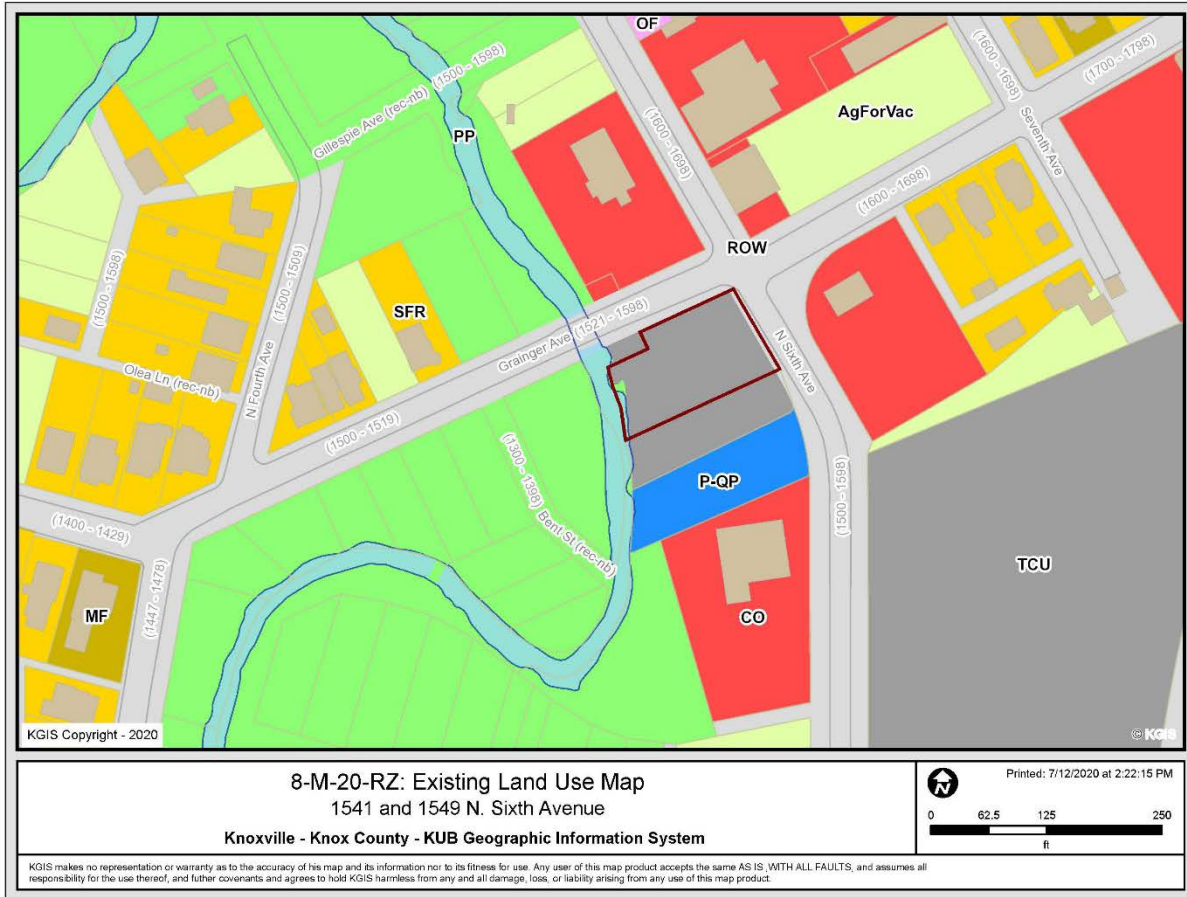 OF
(1600 - 1698)
(1700 - 1798)
Gillespie Ave (rec-nb) (1500 - 1598)
PP
(1600 - 1698)
AgForVac
Seventh Ave
(1600 - 1698)
(1500 - 1598)
(1500 - 1509)
ROW
SFR
Grainger Ave (1521 - 1598)
N Sixth Ave
Olea Ln (rec-nb)
N Fourth Ave
(1500 - 1519)
(1300 - 1398) Bent St (rec-nb)
P-QP
(1500 - 1598)
(1400 - 1429)
TCU
MF
(1447 - 1478)
CO
KGIS Copyright - 2020
© KGIS
8-M-20-RZ: Existing Land Use Map
1541 and 1549 N. Sixth Avenue
Knoxville - Knox County - KUB Geographic Information System
N
Printed: 7/12/2020 at 2:22:15 PM
0 62.5 125 250
ft
KGIS makes no representation or warranty as to the accuracy of his map and its information nor to its fitness for use. Any user of this map product accepts the same AS IS ,WITH ALL FAULTS, and assumes all
responsibility for the use thereof, and futher covenants and agrees to hold KGIS harmless from any and all damage, loss, or liability arising from any use of this map product.